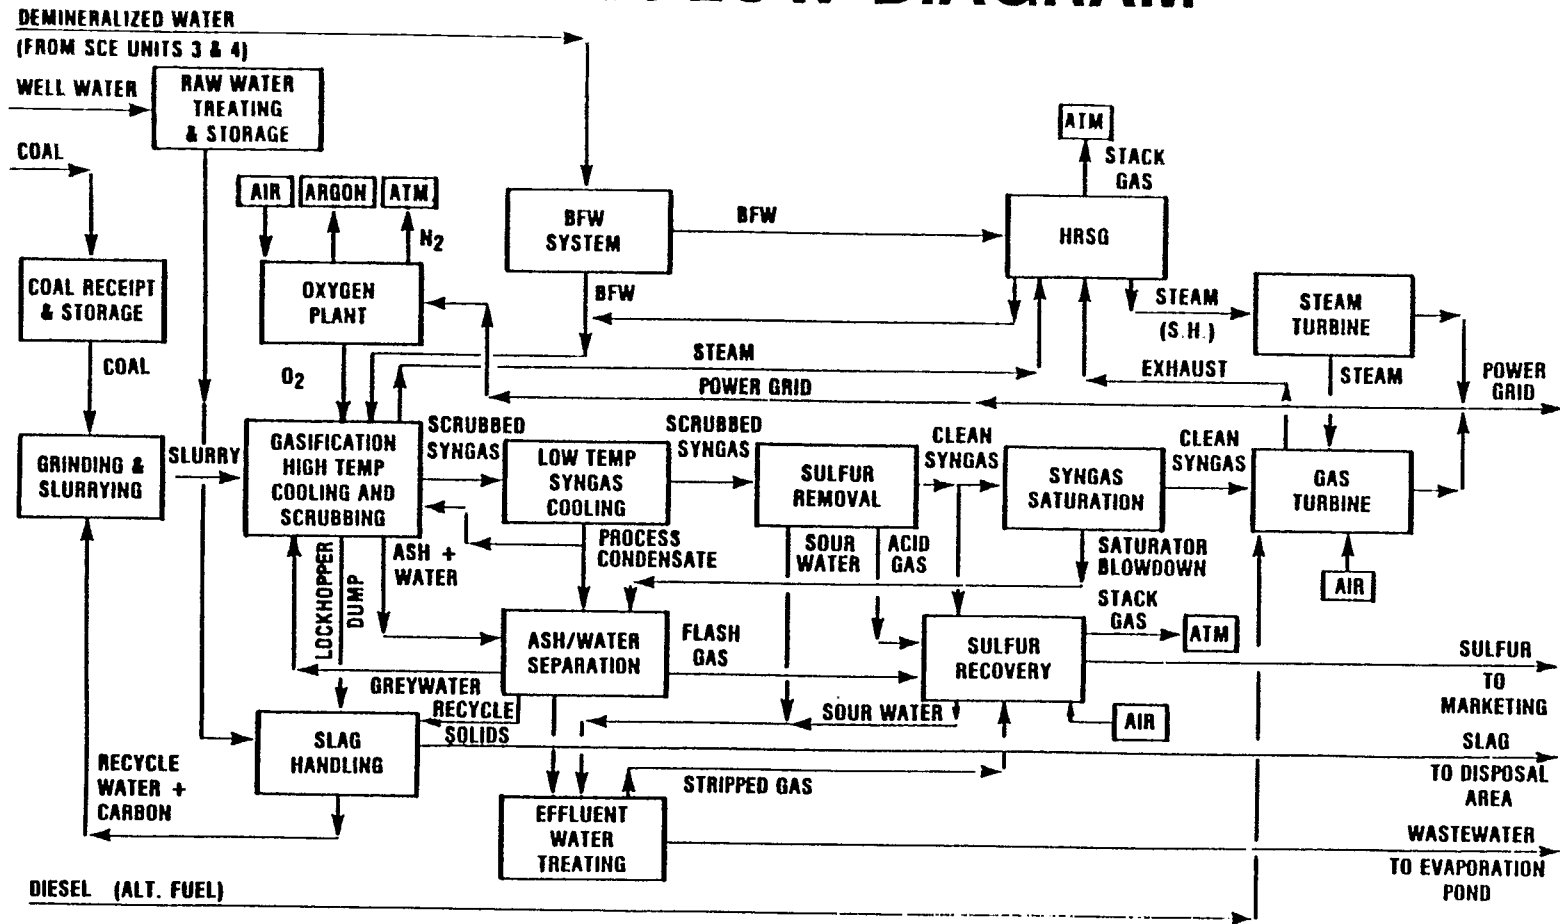 DIAGRAM
DEMINERALIZED WATER
(FROM SCE UNITS 3 & 4)
WELL WATER
RAW WATER
TREATING
& STORAGE
COAL
ATM
STACK
GAS
AIR
ARGON
ATM
N2
BFW
SYSTEM
BFW
HRSG
COAL RECEIPT
& STORAGE
OXYGEN
PLANT
BFW
STEAM
(S.H.)
STEAM
TURBINE
COAL
O2
STEAM
POWER GRID
EXHAUST
STEAM
POWER
GRID
GRINDING &
SLURRYING
SLURRY
GASIFICATION
HIGH TEMP
COOLING AND
SCRUBBING
SCRUBBED
SYNGAS
LOW TEMP
SYNGAS
COOLING
SCRUBBED
SYNGAS
SULFUR
REMOVAL
CLEAN
SYNGAS
SYNGAS
SATURATION
CLEAN
SYNGAS
GAS
TURBINE
LOCKHOPPER
DUMP
ASH +
WATER
PROCESS
CONDENSATE
SOUR
WATER
ACID
GAS
SATURATOR
BLOWDOWN
AIR
ASH/WATER
SEPARATION
FLASH
GAS
SULFUR
RECOVERY
STACK
GAS
ATM
SULFUR
TO
MARKETING
GREYWATER
RECYCLE
SOLIDS
SOUR WATER
AIR
SLAG
HANDLING
SLAG
TO DISPOSAL
AREA
RECYCLE
WATER +
CARBON
STRIPPED GAS
EFFLUENT
WATER
TREATING
WASTEWATER
TO EVAPORATION
POND
DIESEL (ALT. FUEL)